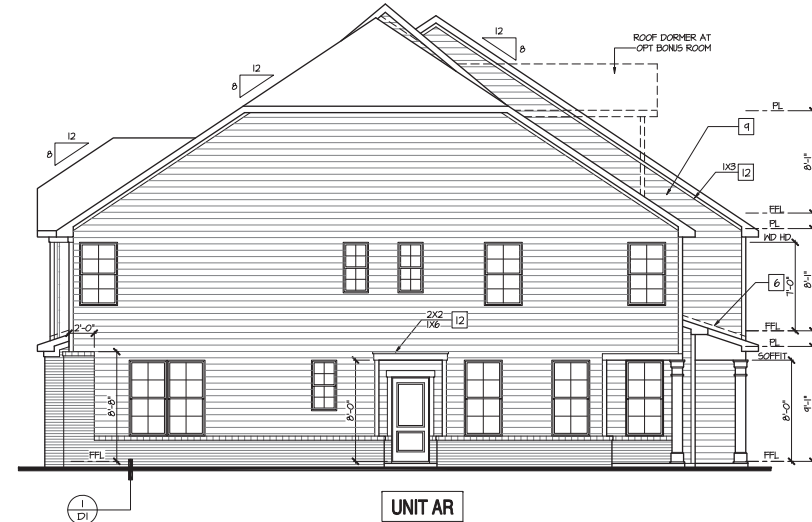 12
8
ROOF DORMER AT
OPT BONUS ROOM
12
8
12
8
PL
9
1X3 12
8'-1"
FFL
PL
WD HD
6
7'-0"
8'-1"
2'-0"
2X2
1X6 12
FFL
PL
SOFFIT
8'-8"
8'-0"
8'-0"
9'-1"
FFL
FFL
1
D1
UNIT AR